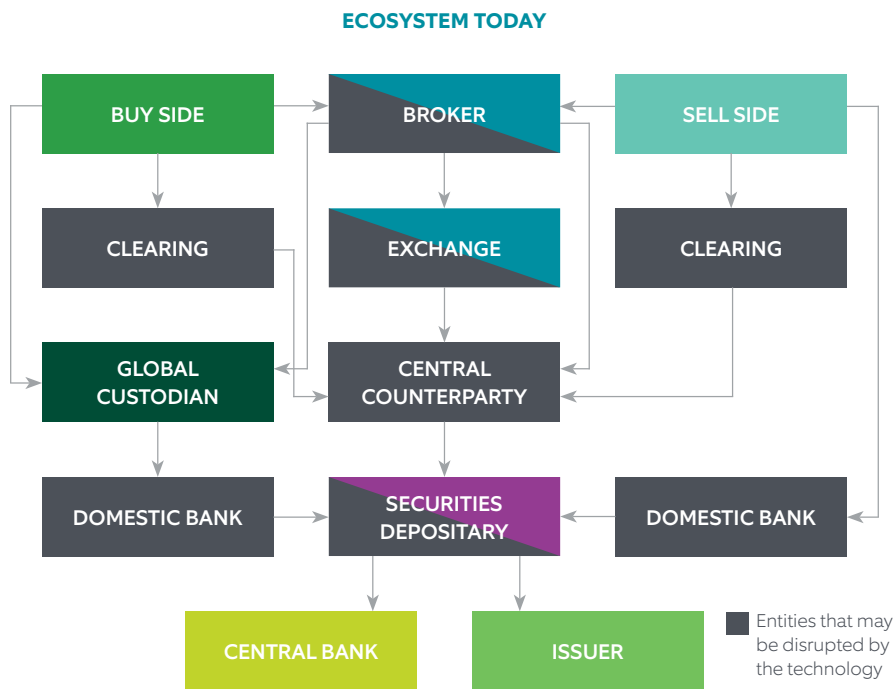 ECOSYSTEM TODAY
BUY SIDE
BROKER
SELL SIDE
CLEARING
EXCHANGE
CLEARING
GLOBAL
CUSTODIAN
CENTRAL
COUNTERPARTY
DOMESTIC BANK
SECURITIES
DEPOSITARY
DOMESTIC BANK
CENTRAL BANK
ISSUER
Entities that may
be disrupted by
the technology